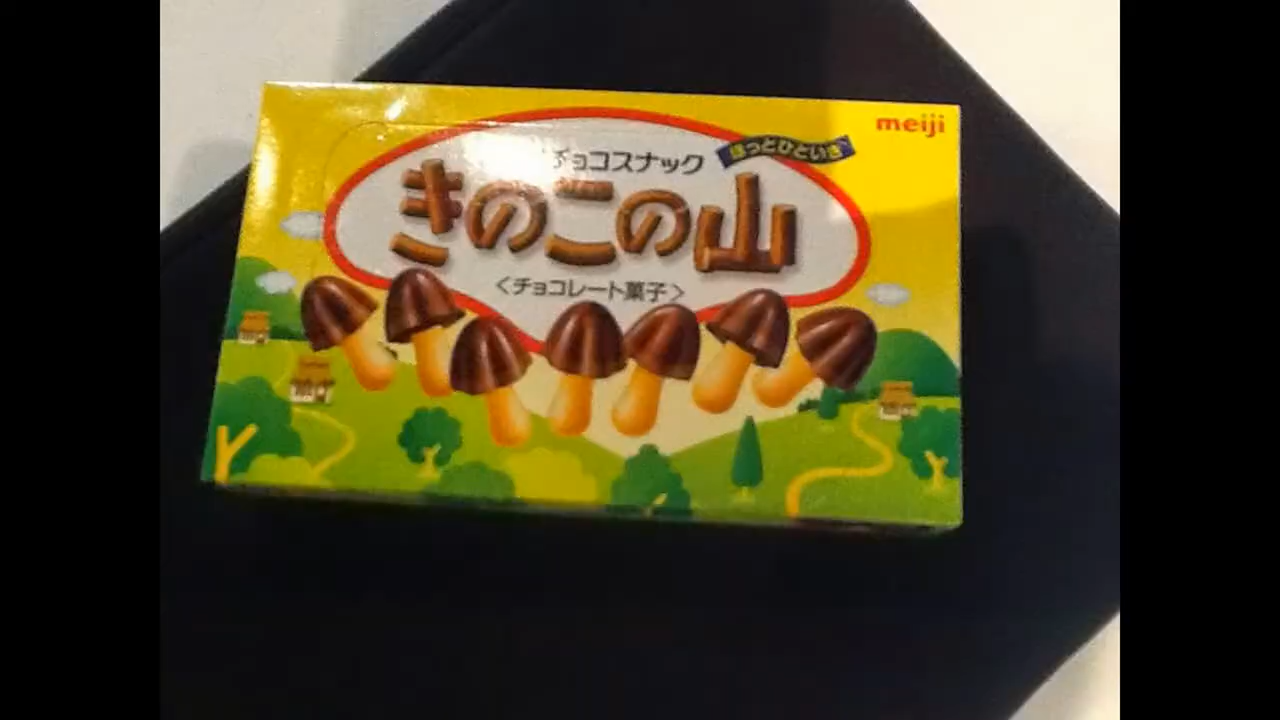 meiji
チョコスナック
ほっとひといき
きのこの山
<チョコレート菓子>